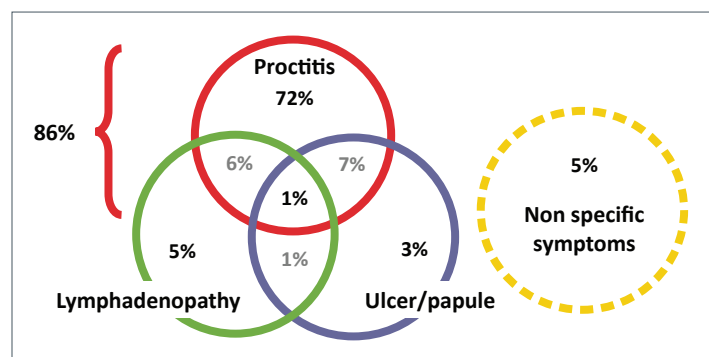 Proctitis
72%
86%
6%
7%
5%
1%
Non specific
symptoms
5%
1%
3%
Lymphadenopathy
Ulcer/papule